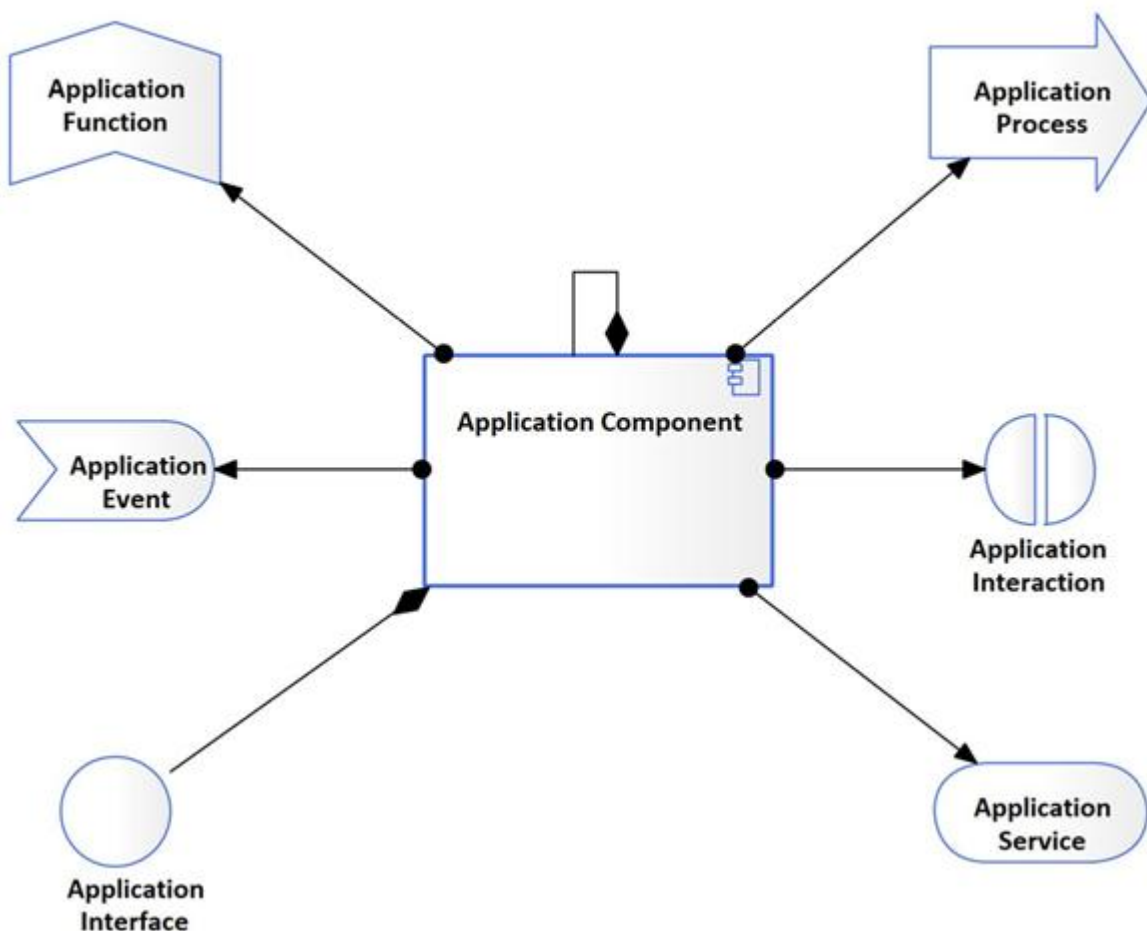 Application
Function
Application
Process
Application Component
Application
Event
Application
Interaction
Application
Service
Application
Interface